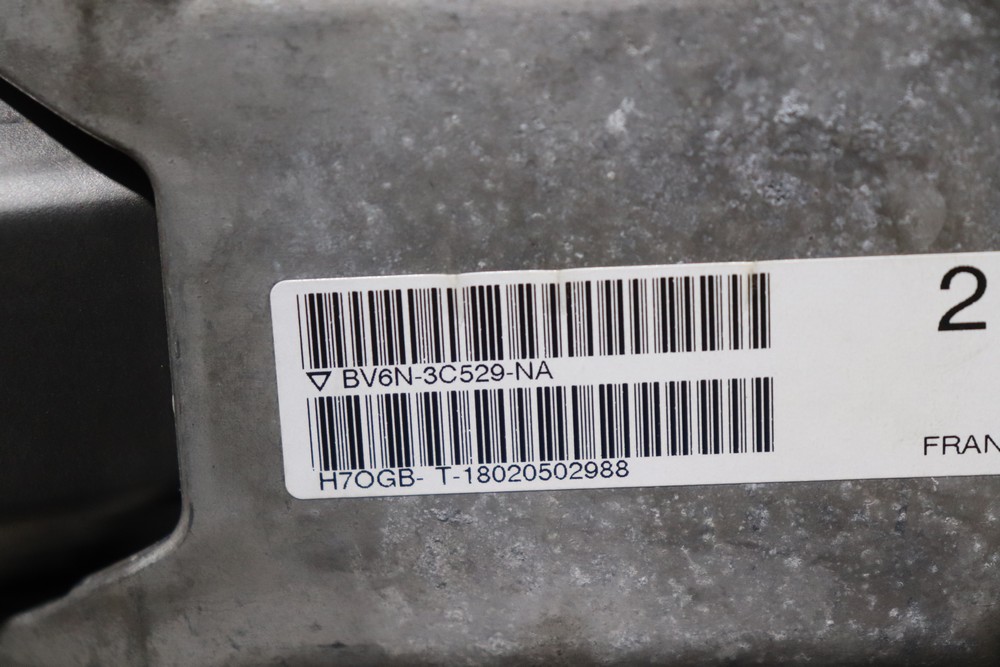 2
▽ BV6N-3C529-NA
FRAN
H7OGB- T-18020502988